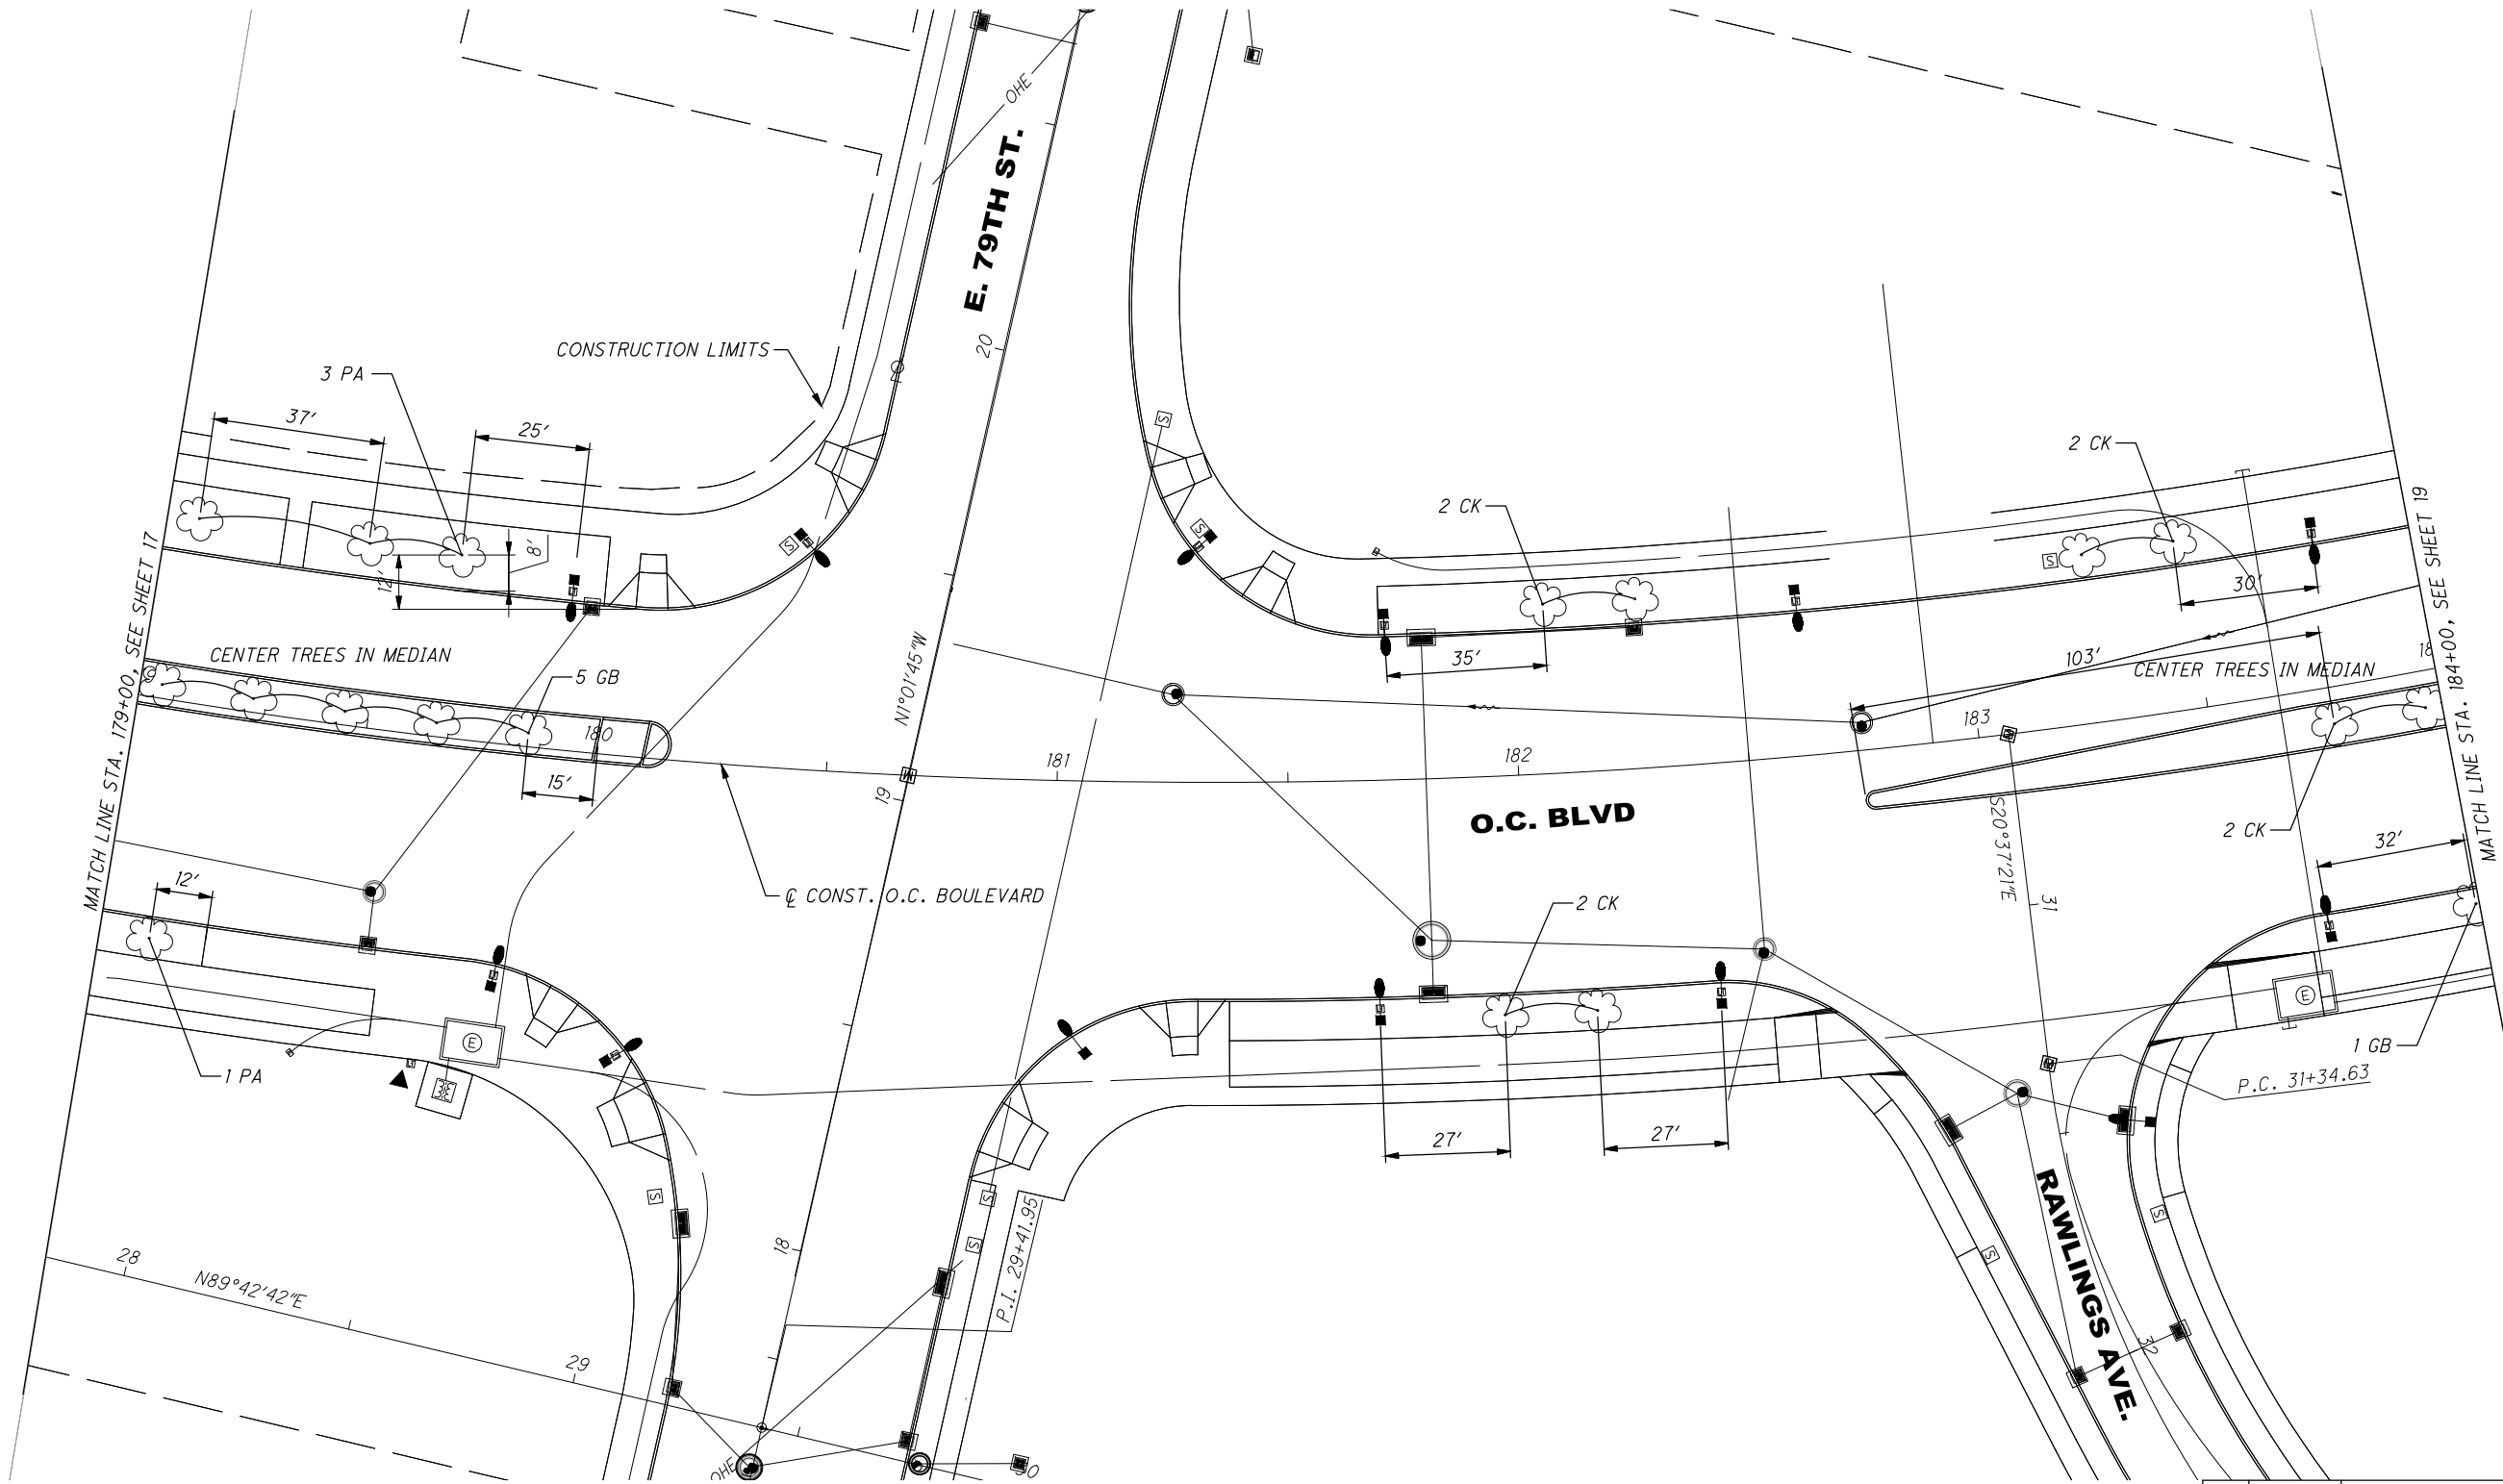 OHE
E. 79TH ST.
20
CONSTRUCTION LIMITS
3 PA
37'
25'
8'
12'
S
S
S
2 CK
2 CK
S
30'
35'
103'
MATCH LINE STA. 179+00, SEE SHEET 17
MATCH LINE STA. 184+00, SEE SHEET 19
CENTER TREES IN MEDIAN
CENTER TREES IN MEDIAN
5 GB
N1°01'45"W
9
180
15'
181
182
183
18
19
O.C. BLVD
S20°37'21"E
2 CK
32'
12'
℄ CONST. O.C. BOULEVARD
2 CK
31
E
E
1 PA
1 GB
P.C. 31+34.63
27'
27'
S
S
S
S
S
RAWLINGS AVE.
18
P.I. 29+41.95
28
N89°42'42"E
29
32
OHE